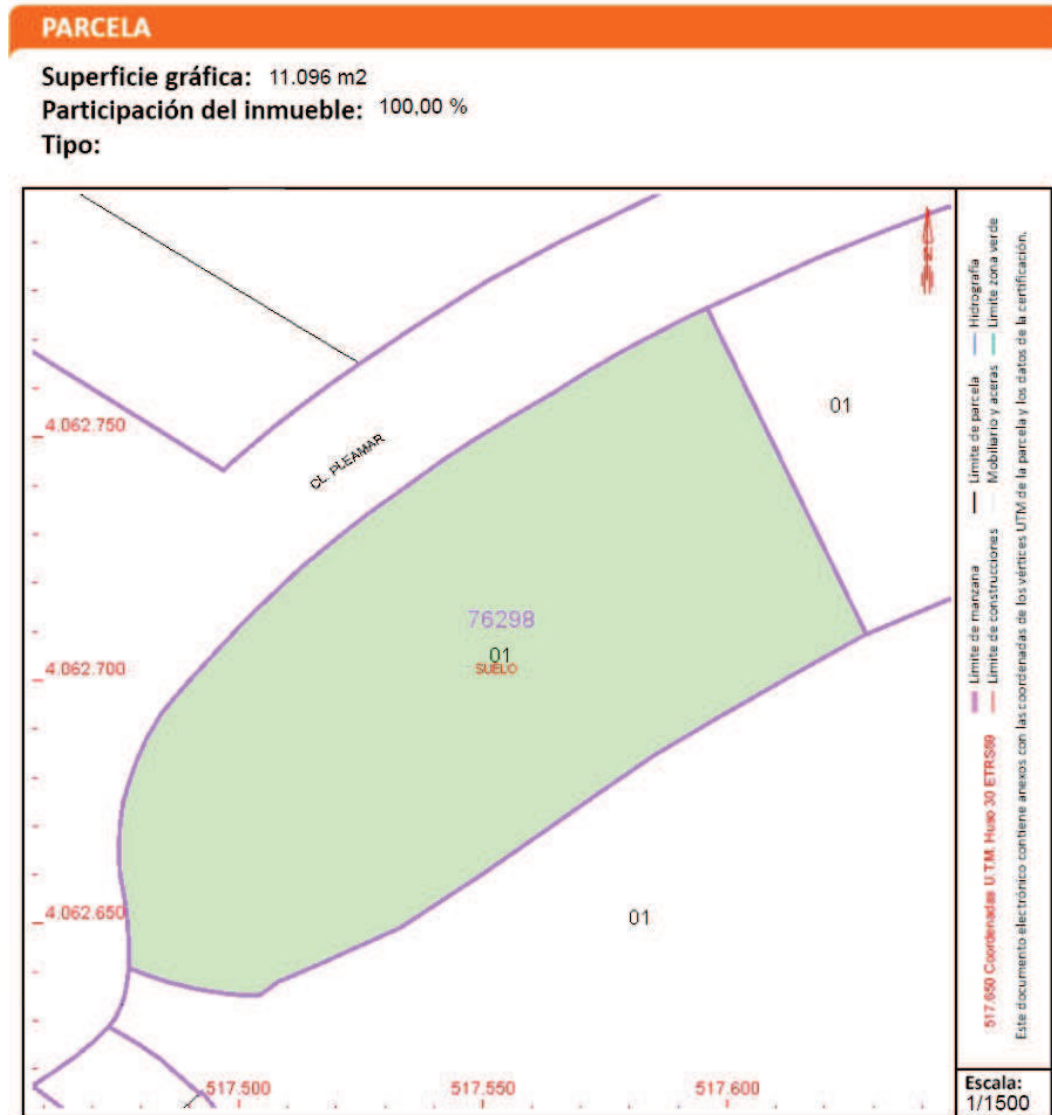 PARCELA
Superficie gráfica: 11.096 m2
Participación del inmueble: 100,00 %
Tipo:
4.062.750
CL. PLEAMAR
01
76298
01
SUELO
4.062.700
4.062.650
01
517.500
517.550
517.600
Límite de manzana
Límite de parcela
Hidrografía
517.650 Coordenadas U.T.M. Huso 30 ETRS89
Límite de construcciones
Mobiliario y aceras
Límite zona verde
Este documento electrónico contiene anexos con las coordenadas de los vértices UTM de la parcela y los datos de la certificación.
Escala:
1/1500